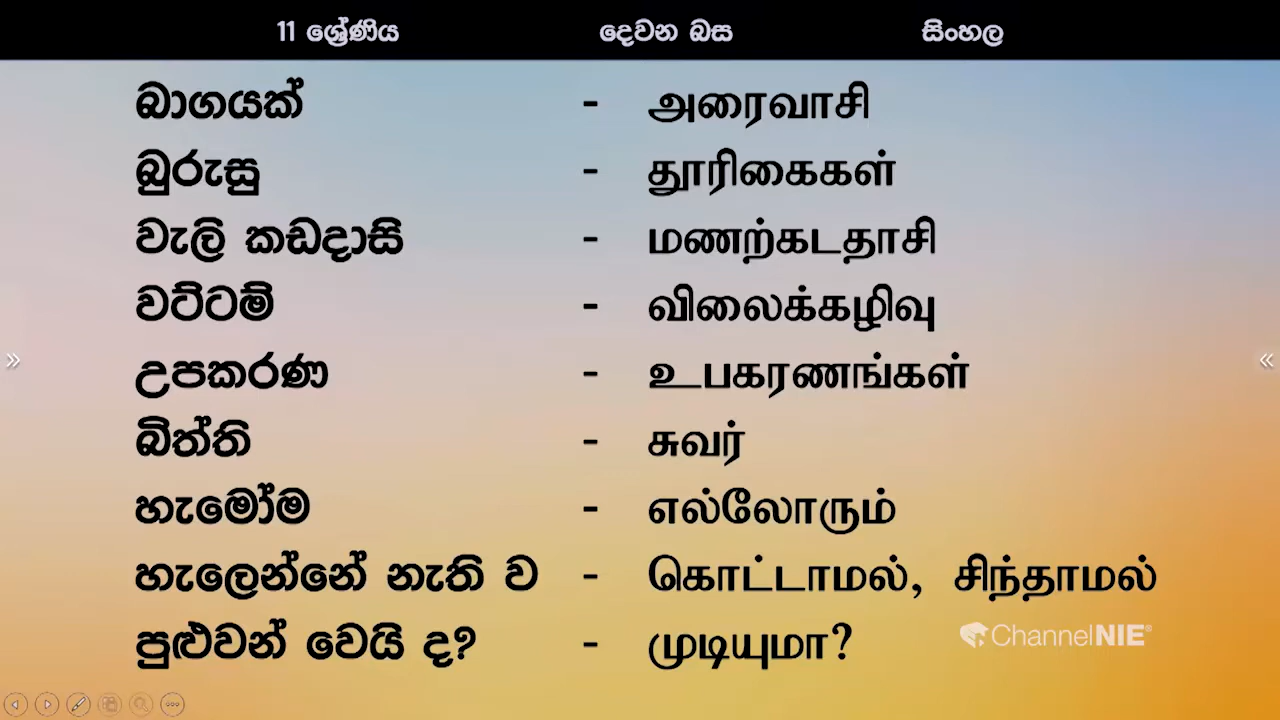 11 ශ්‍රේණිය දෙවන බස සිංහල
බාගයක් - அரைவாசி
බුරුසු - தூரிகைகள்
වැලි කඩදාසි - மணற்கடதாசி
වට්ටම් - விலைக்கழிவு
උපකරණ - உபகரணங்கள்
බිත්ති - சுவர்
හැමෝම - எல்லோரும்
හැලෙන්නේ නැති ව - கொட்டாமல், சிந்தாமல்
පුළුවන් වෙයි ද? - முடியுமா?
ChannelNIE®